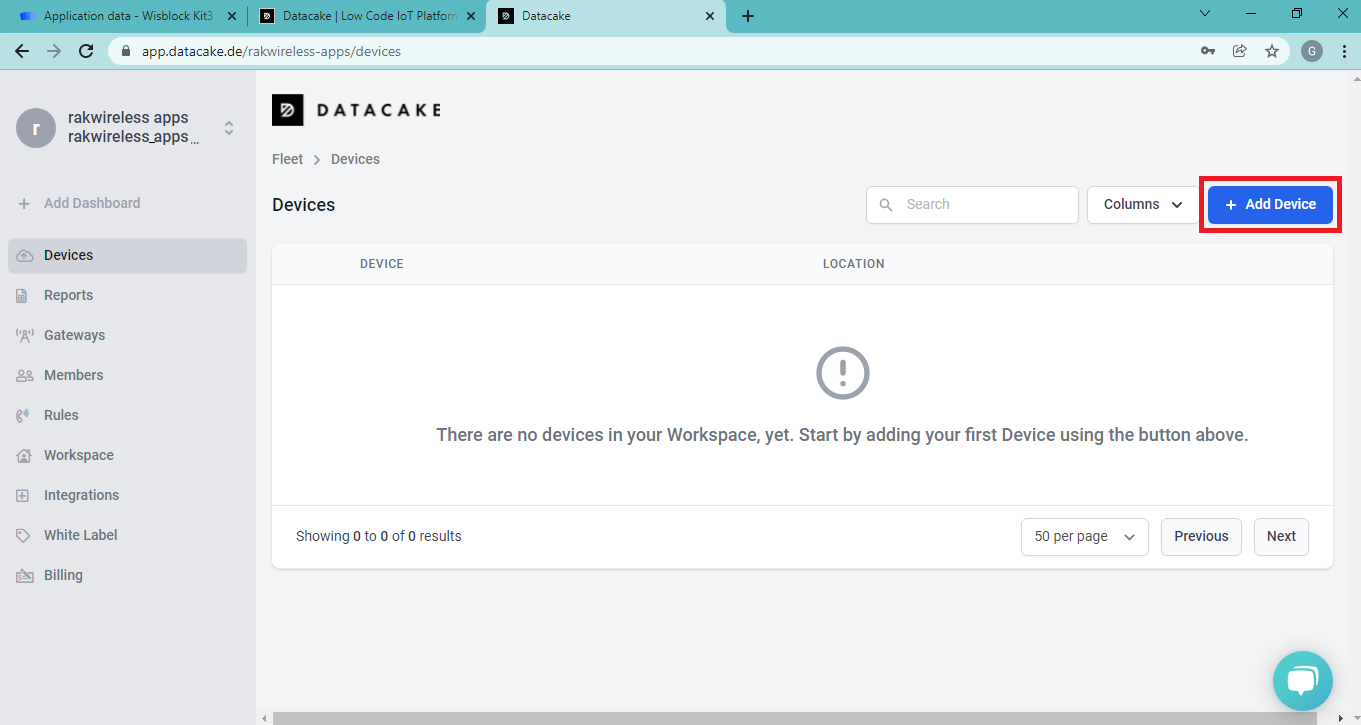 Application data - Wisblock Kit3
Datacake | Low Code IoT Platform
Datacake
app.datacake.de/rakwireless-apps/devices
G
r
rakwireless apps
rakwireless_apps_...
Add Dashboard
Devices
Reports
Gateways
Members
Rules
Workspace
Integrations
White Label
Billing
DATACAKE
Fleet > Devices
Devices
Search
Columns
+ Add Device
DEVICE LOCATION
There are no devices in your Workspace, yet. Start by adding your first Device using the button above.
Showing 0 to 0 of 0 results
50 per page
Previous
Next